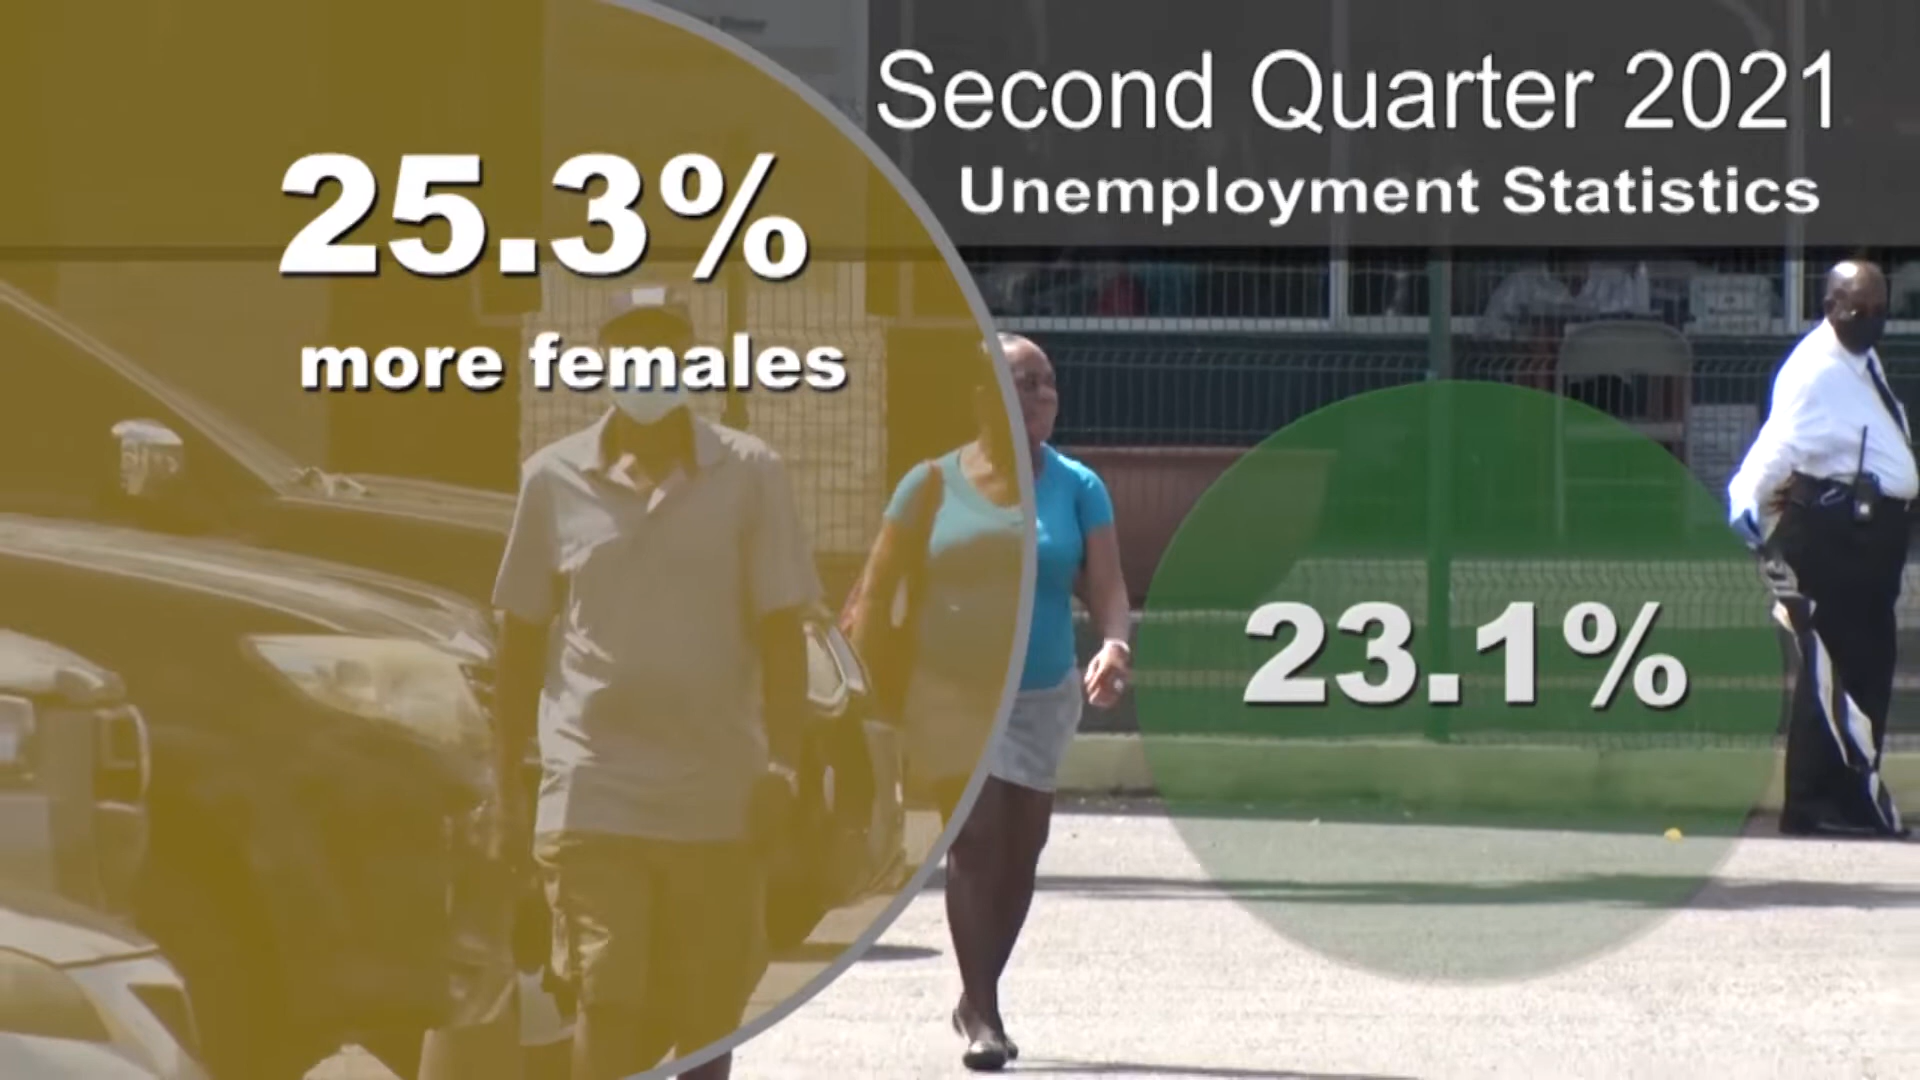 Second Quarter 2021
Unemployment Statistics
25.3%
more females
23.1%